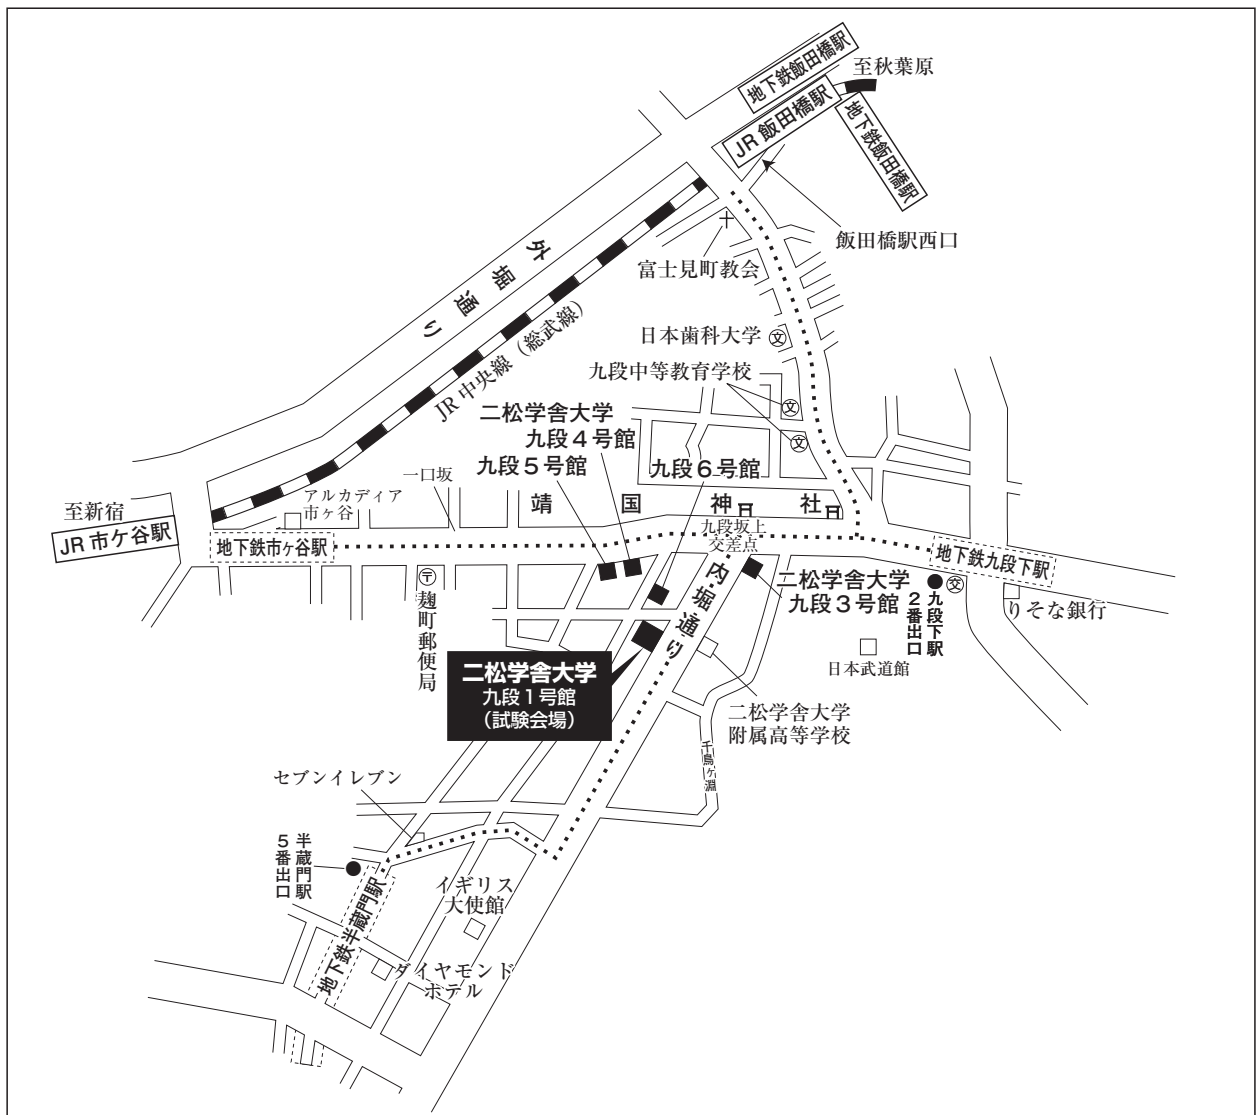 地下鉄飯田橋駅
至秋葉原
JR 飯田橋駅
地下鉄飯田橋駅
飯田橋駅西口
富士見町教会
外堀通り
日本歯科大学
文
JR 中央線（総武線）
九段中等教育学校
文
文
二松学舎大学
九段４号館
九段５号館
九段６号館
一口坂
アルカディア
市ヶ谷
靖国神社
至新宿
JR 市ケ谷駅
地下鉄市ヶ谷駅
九段坂上
交差点
地下鉄九段下駅
内堀通り
二松学舎大学
九段３号館
交
九段下駅
２番出口
りそな銀行
〒
麹町郵便局
日本武道館
二松学舎大学
九段１号館
（試験会場）
二松学舎大学
附属高等学校
千鳥ヶ淵
セブンイレブン
半蔵門駅
５番出口
イギリス
大使館
地下鉄半蔵門駅
ダイヤモンド
ホテル